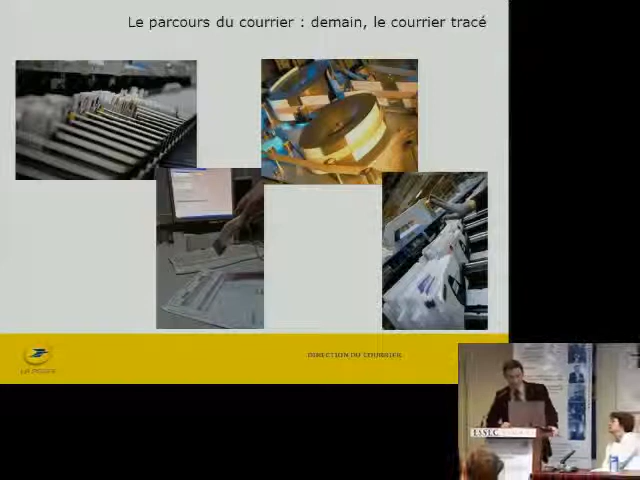 Le parcours du courrier : demain, le courrier tracé
LA POSTE
DIRECTION DU COURRIER
ESSEC